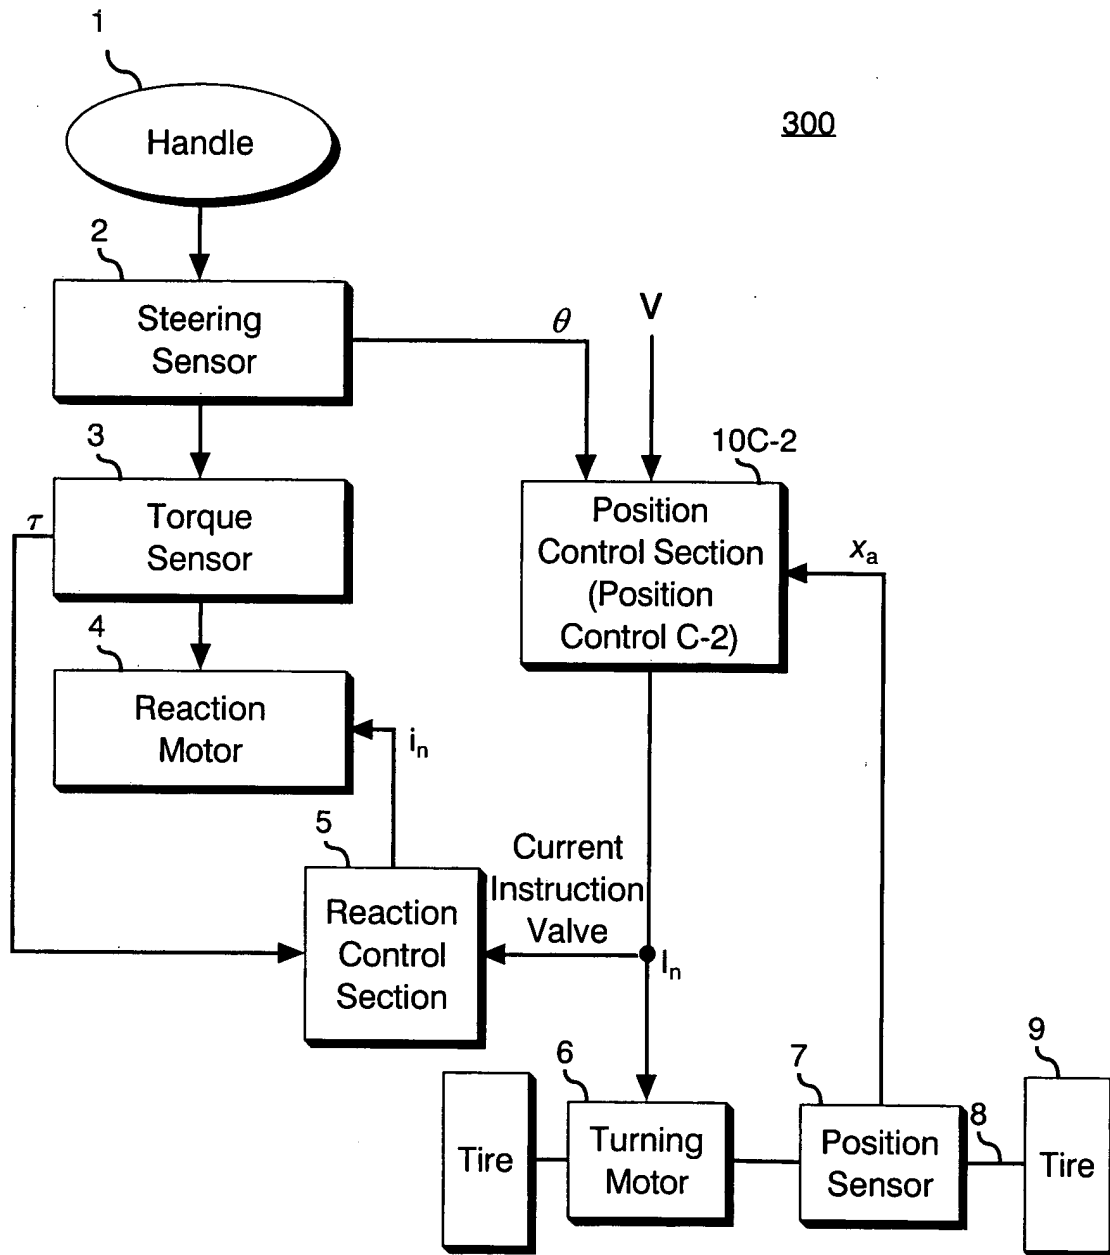 1
Handle
300
2
Steering
Sensor
θ
V
3
Torque
Sensor
τ
10C-2
Position
Control Section
(Position
Control C-2)
xa
4
Reaction
Motor
in
5
Reaction
Control
Section
Current
Instruction
Valve
In
6
Turning
Motor
7
Position
Sensor
8
9
Tire
Tire